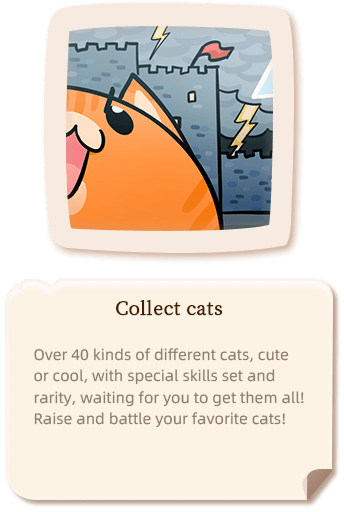 Collect cats
Over 40 kinds of different cats, cute
or cool, with special skills set and
rarity, waiting for you to get them all!
Raise and battle your favorite cats!